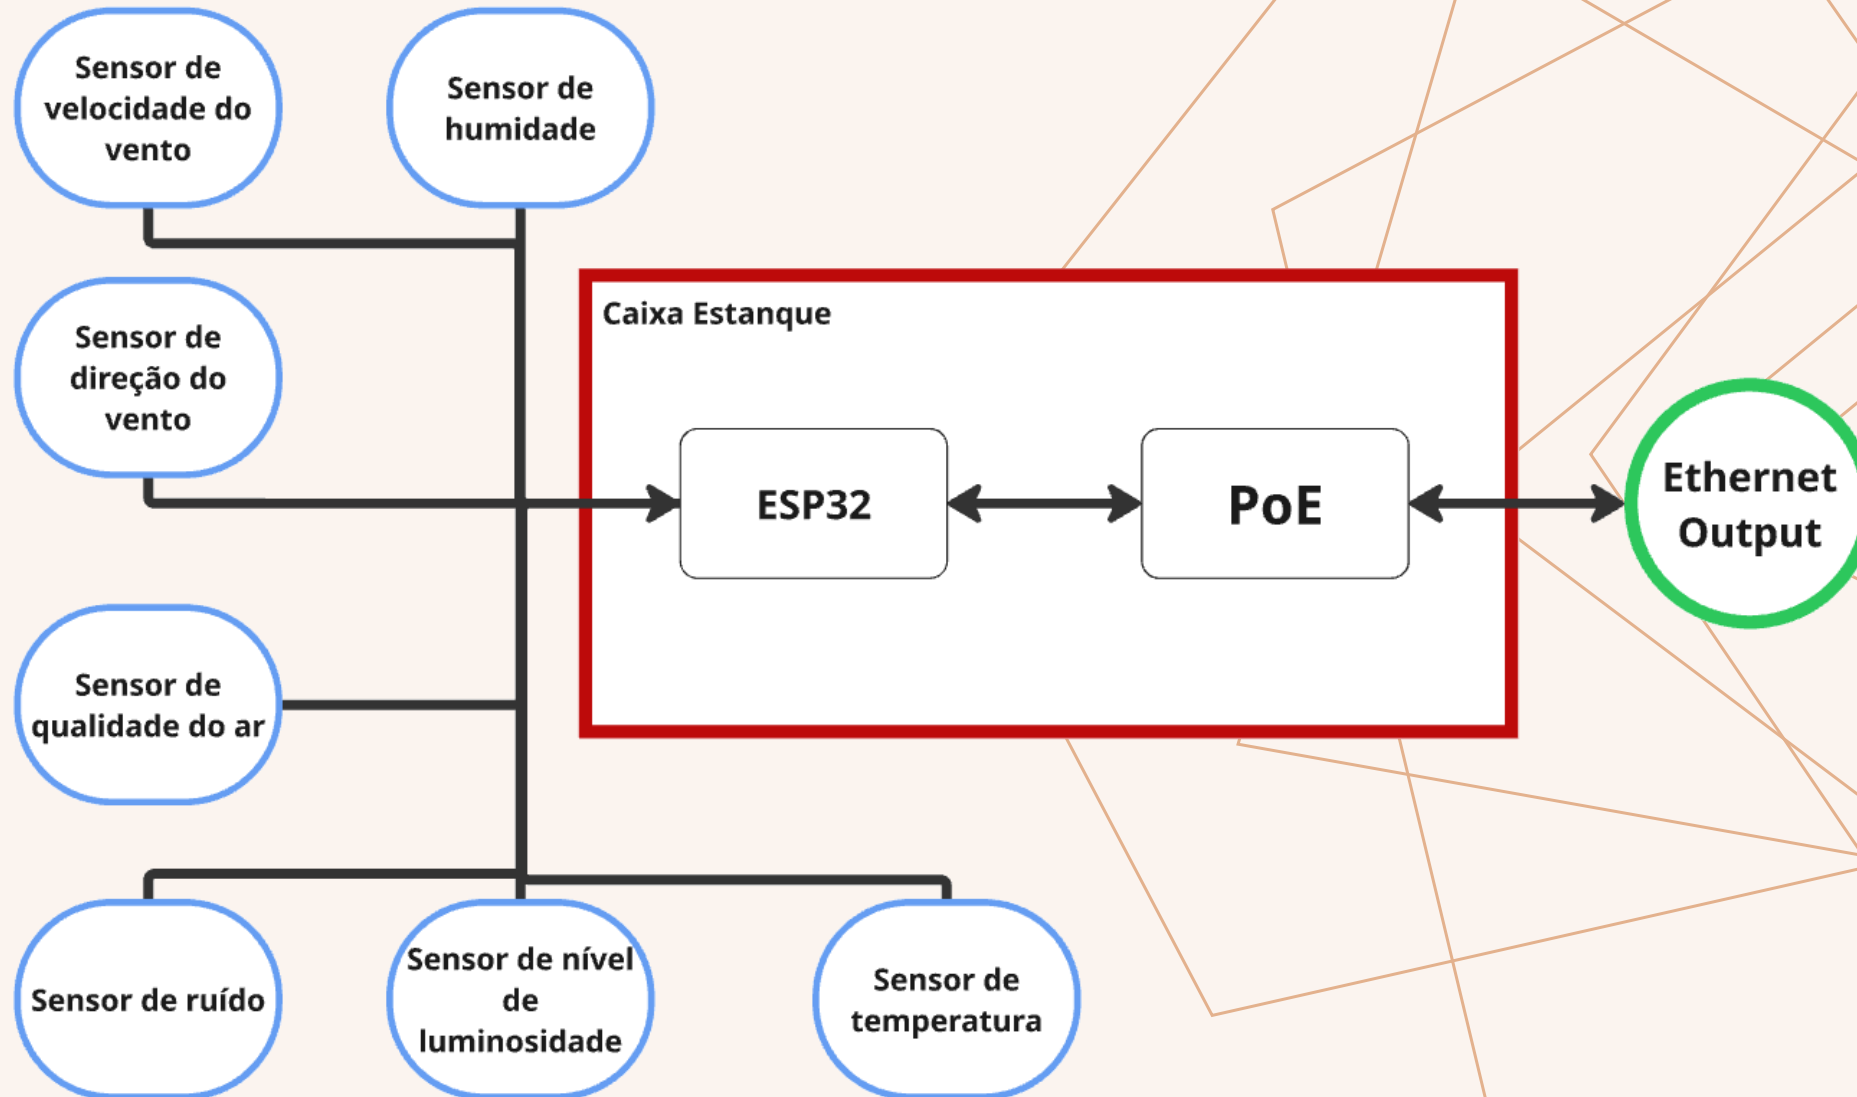 Sensor de
velocidade do
vento
Sensor de
humidade
Sensor de
direção do
vento
Caixa Estanque
ESP32
PoE
Ethernet
Output
Sensor de
qualidade do ar
Sensor de ruído
Sensor de nível
de
luminosidade
Sensor de
temperatura